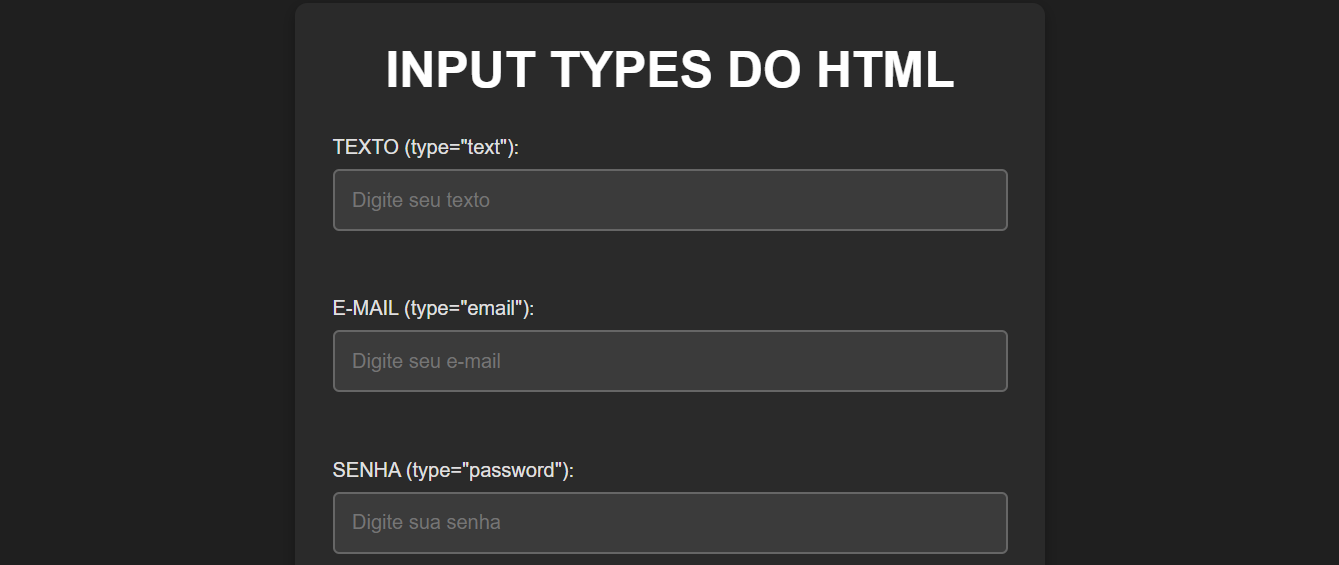 INPUT TYPES DO HTML
TEXTO (type="text"):
Digite seu texto
E-MAIL (type="email"):
Digite seu e-mail
SENHA (type="password"):
Digite sua senha